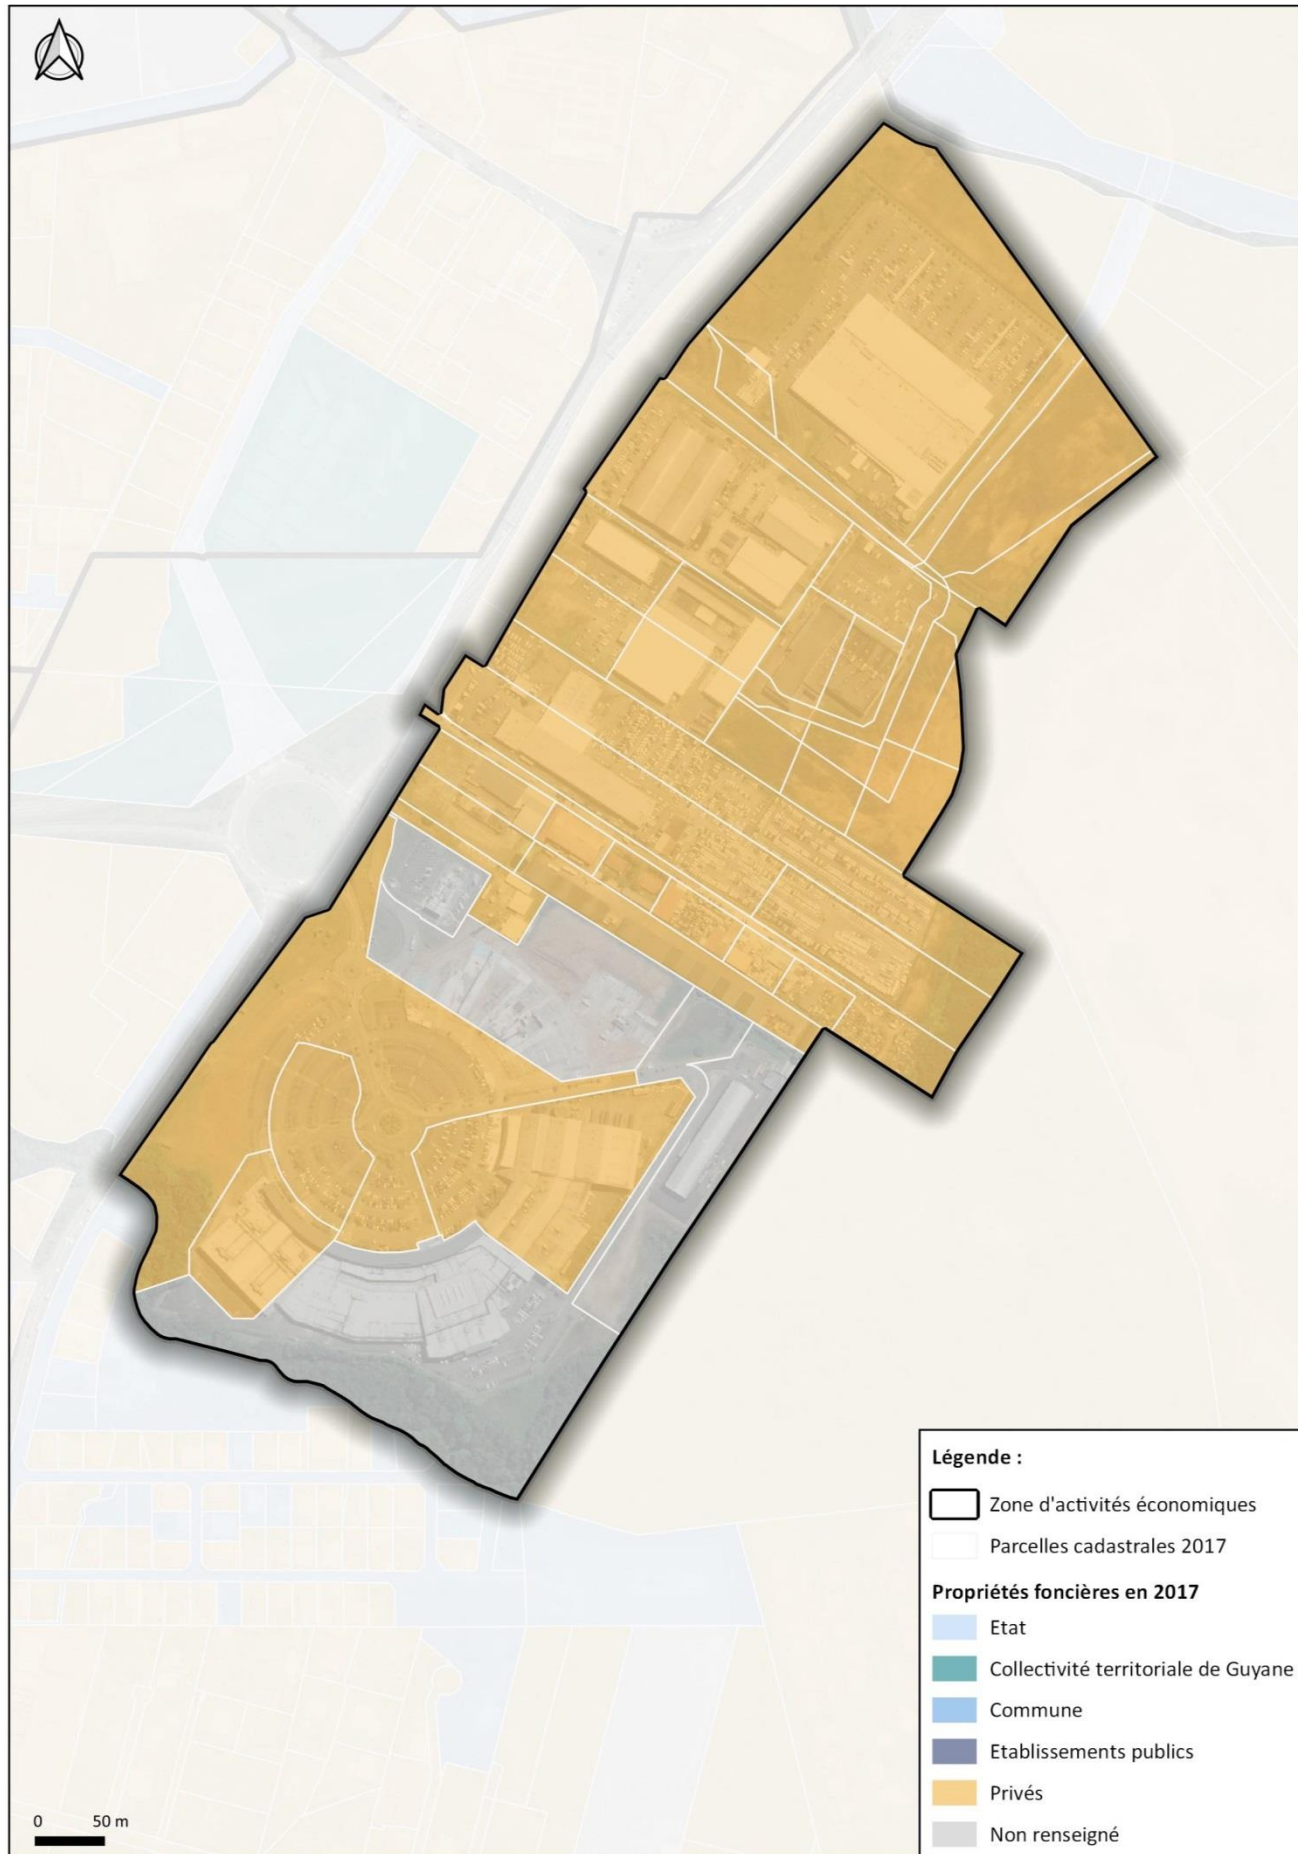 Légende :
Zone d'activités économiques
Parcelles cadastrales 2017
Propriétés foncières en 2017
Etat
Collectivité territoriale de Guyane
Commune
Etablissements publics
Privés
Non renseigné
0 50 m